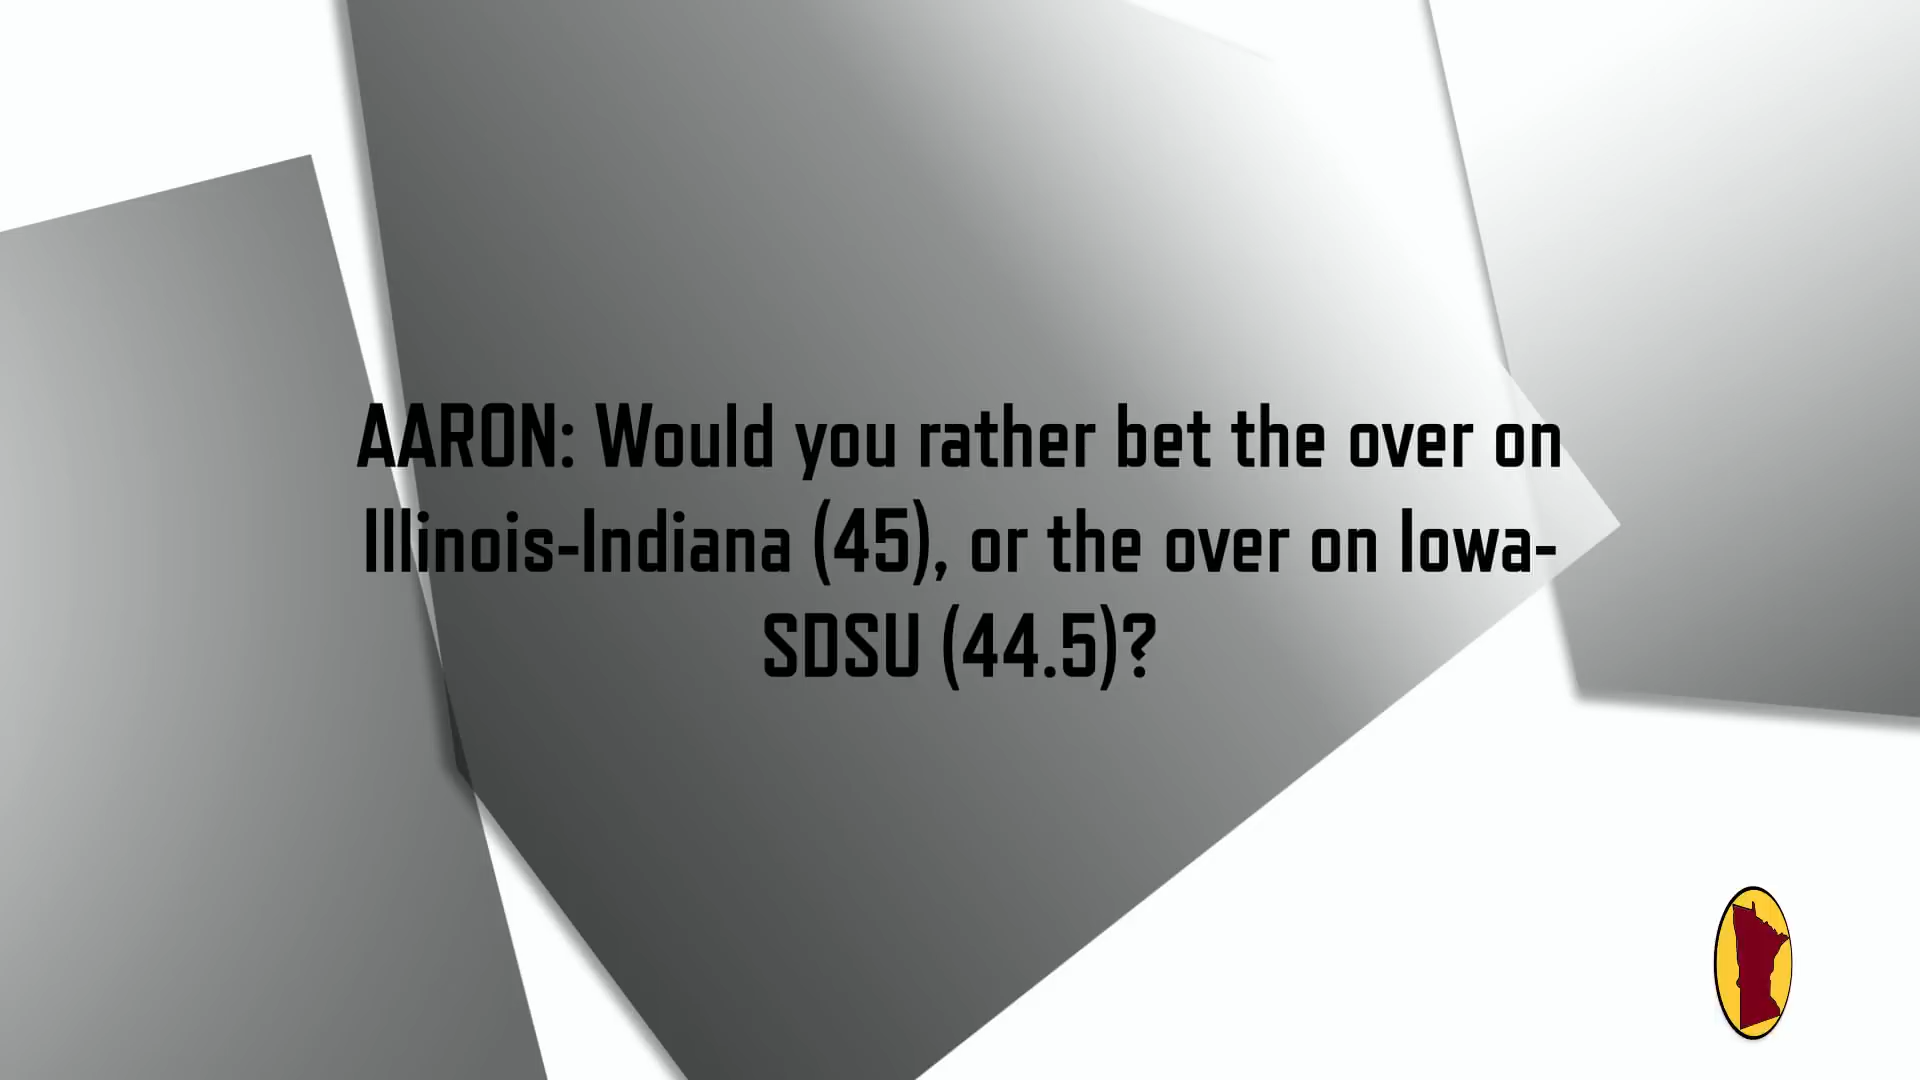 AARON: Would you rather bet the over on
Illinois-Indiana (45), or the over on Iowa-
SDSU (44.5)?